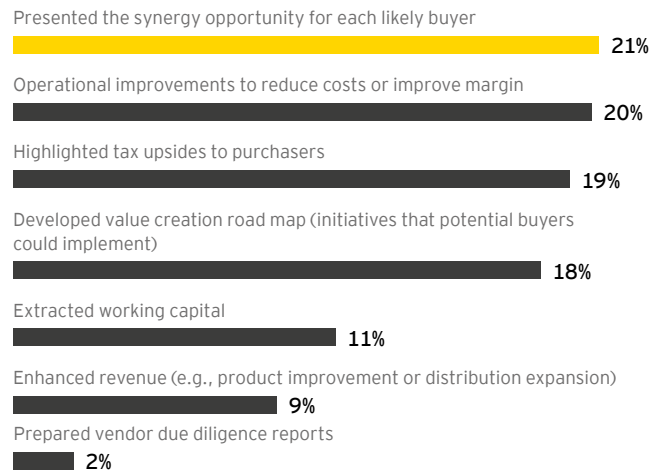 Presented the synergy opportunity for each likely buyer
21%
Operational improvements to reduce costs or improve margin
20%
Highlighted tax upsides to purchasers
19%
Developed value creation road map (initiatives that potential buyers
could implement)
18%
Extracted working capital
11%
Enhanced revenue (e.g., product improvement or distribution expansion)
9%
Prepared vendor due diligence reports
2%